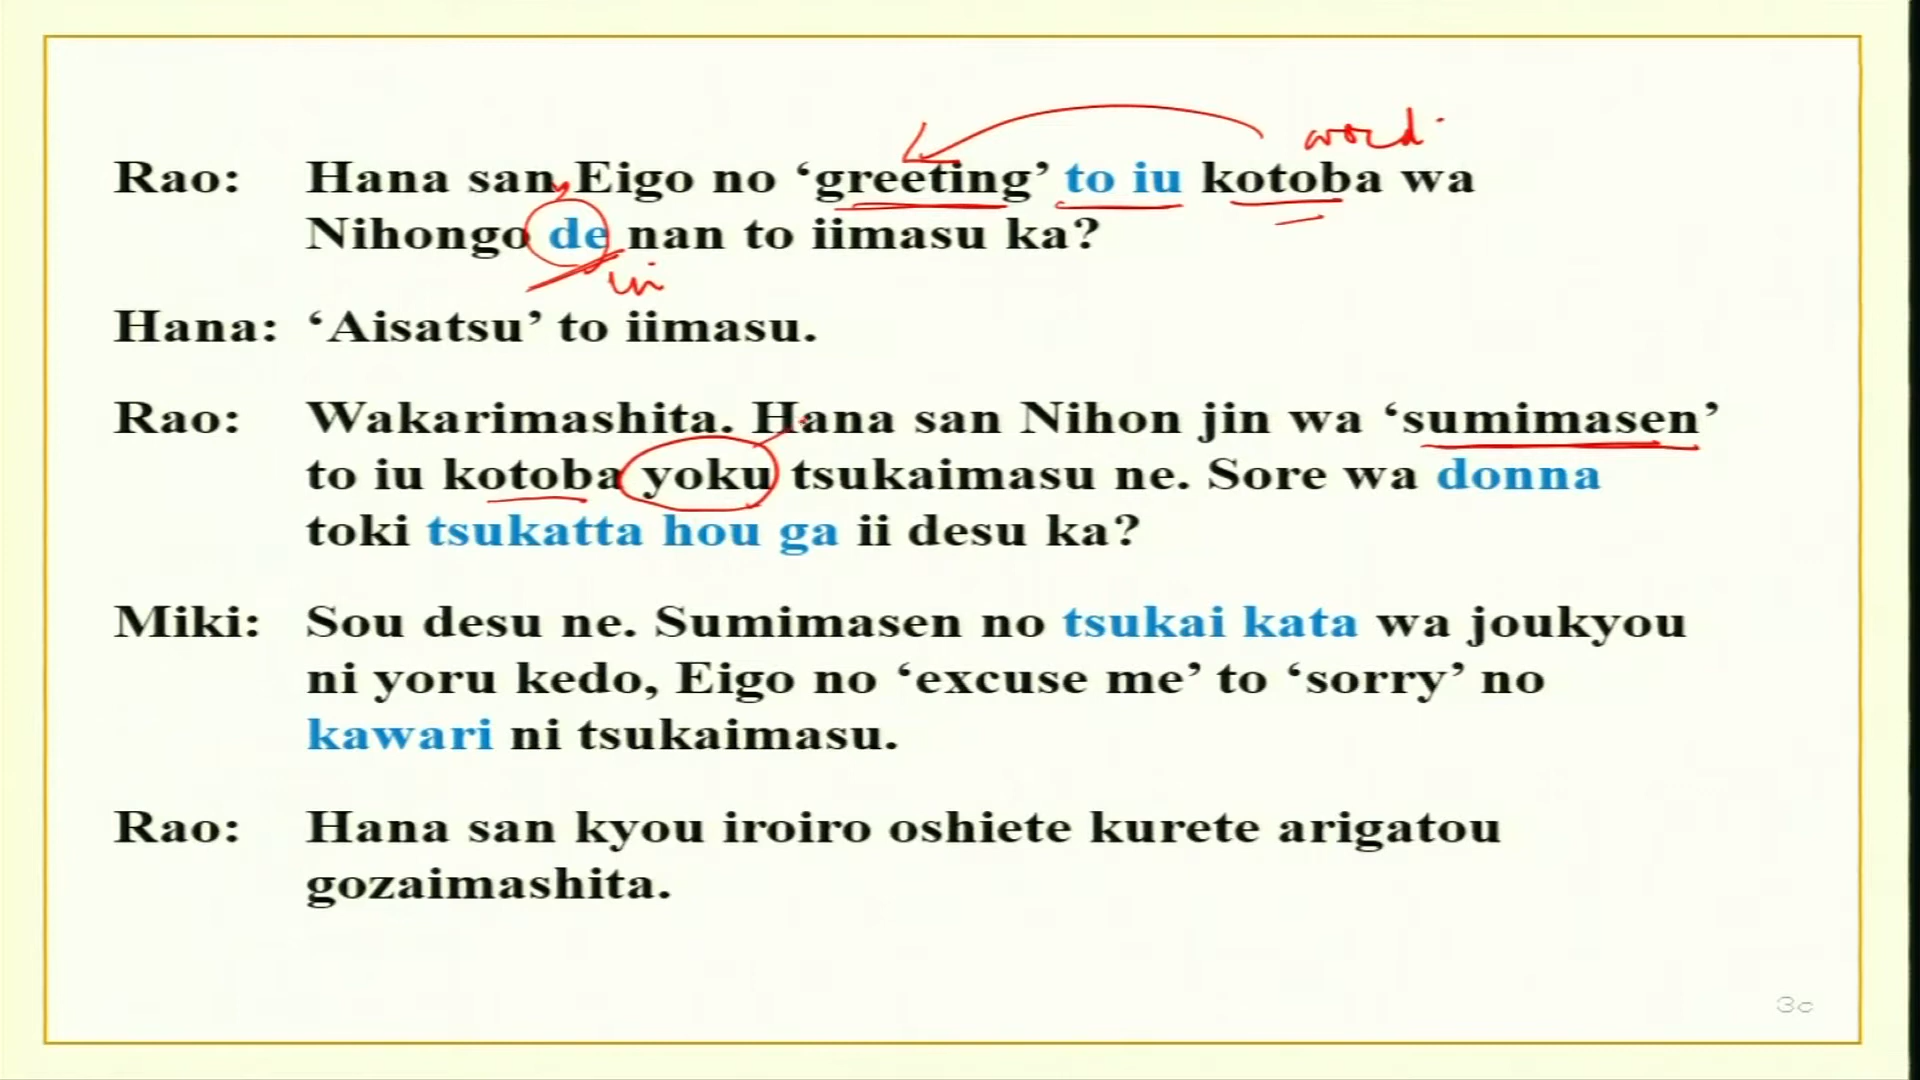 word
Rao: Hana san Eigo no ‘greeting’ to iu kotoba wa
Nihongo de nan to iimasu ka?
in
Hana: ‘Aisatsu’ to iimasu.
Rao: Wakarimashita. Hana san Nihon jin wa ‘sumimasen’
to iu kotoba yoku tsukaimasu ne. Sore wa donna
toki tsukatta hou ga ii desu ka?
Miki: Sou desu ne. Sumimasen no tsukai kata wa joukyou
ni yoru kedo, Eigo no ‘excuse me’ to ‘sorry’ no
kawari ni tsukaimasu.
Rao: Hana san kyou iroiro oshiete kurete arigatou
gozaimashita.